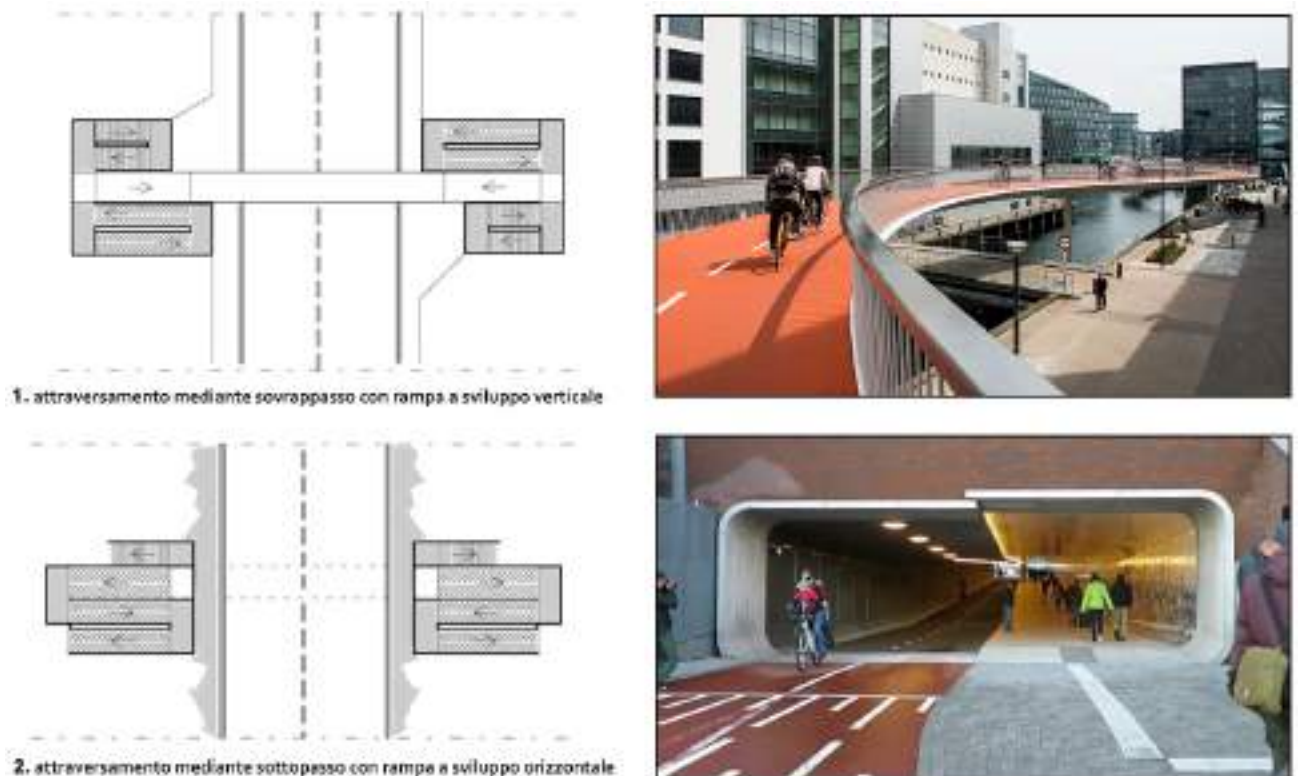 1. attraversamento mediante sovrappasso con rampa a sviluppo verticale
2. attraversamento mediante sottopasso con rampa a sviluppo orizzontale